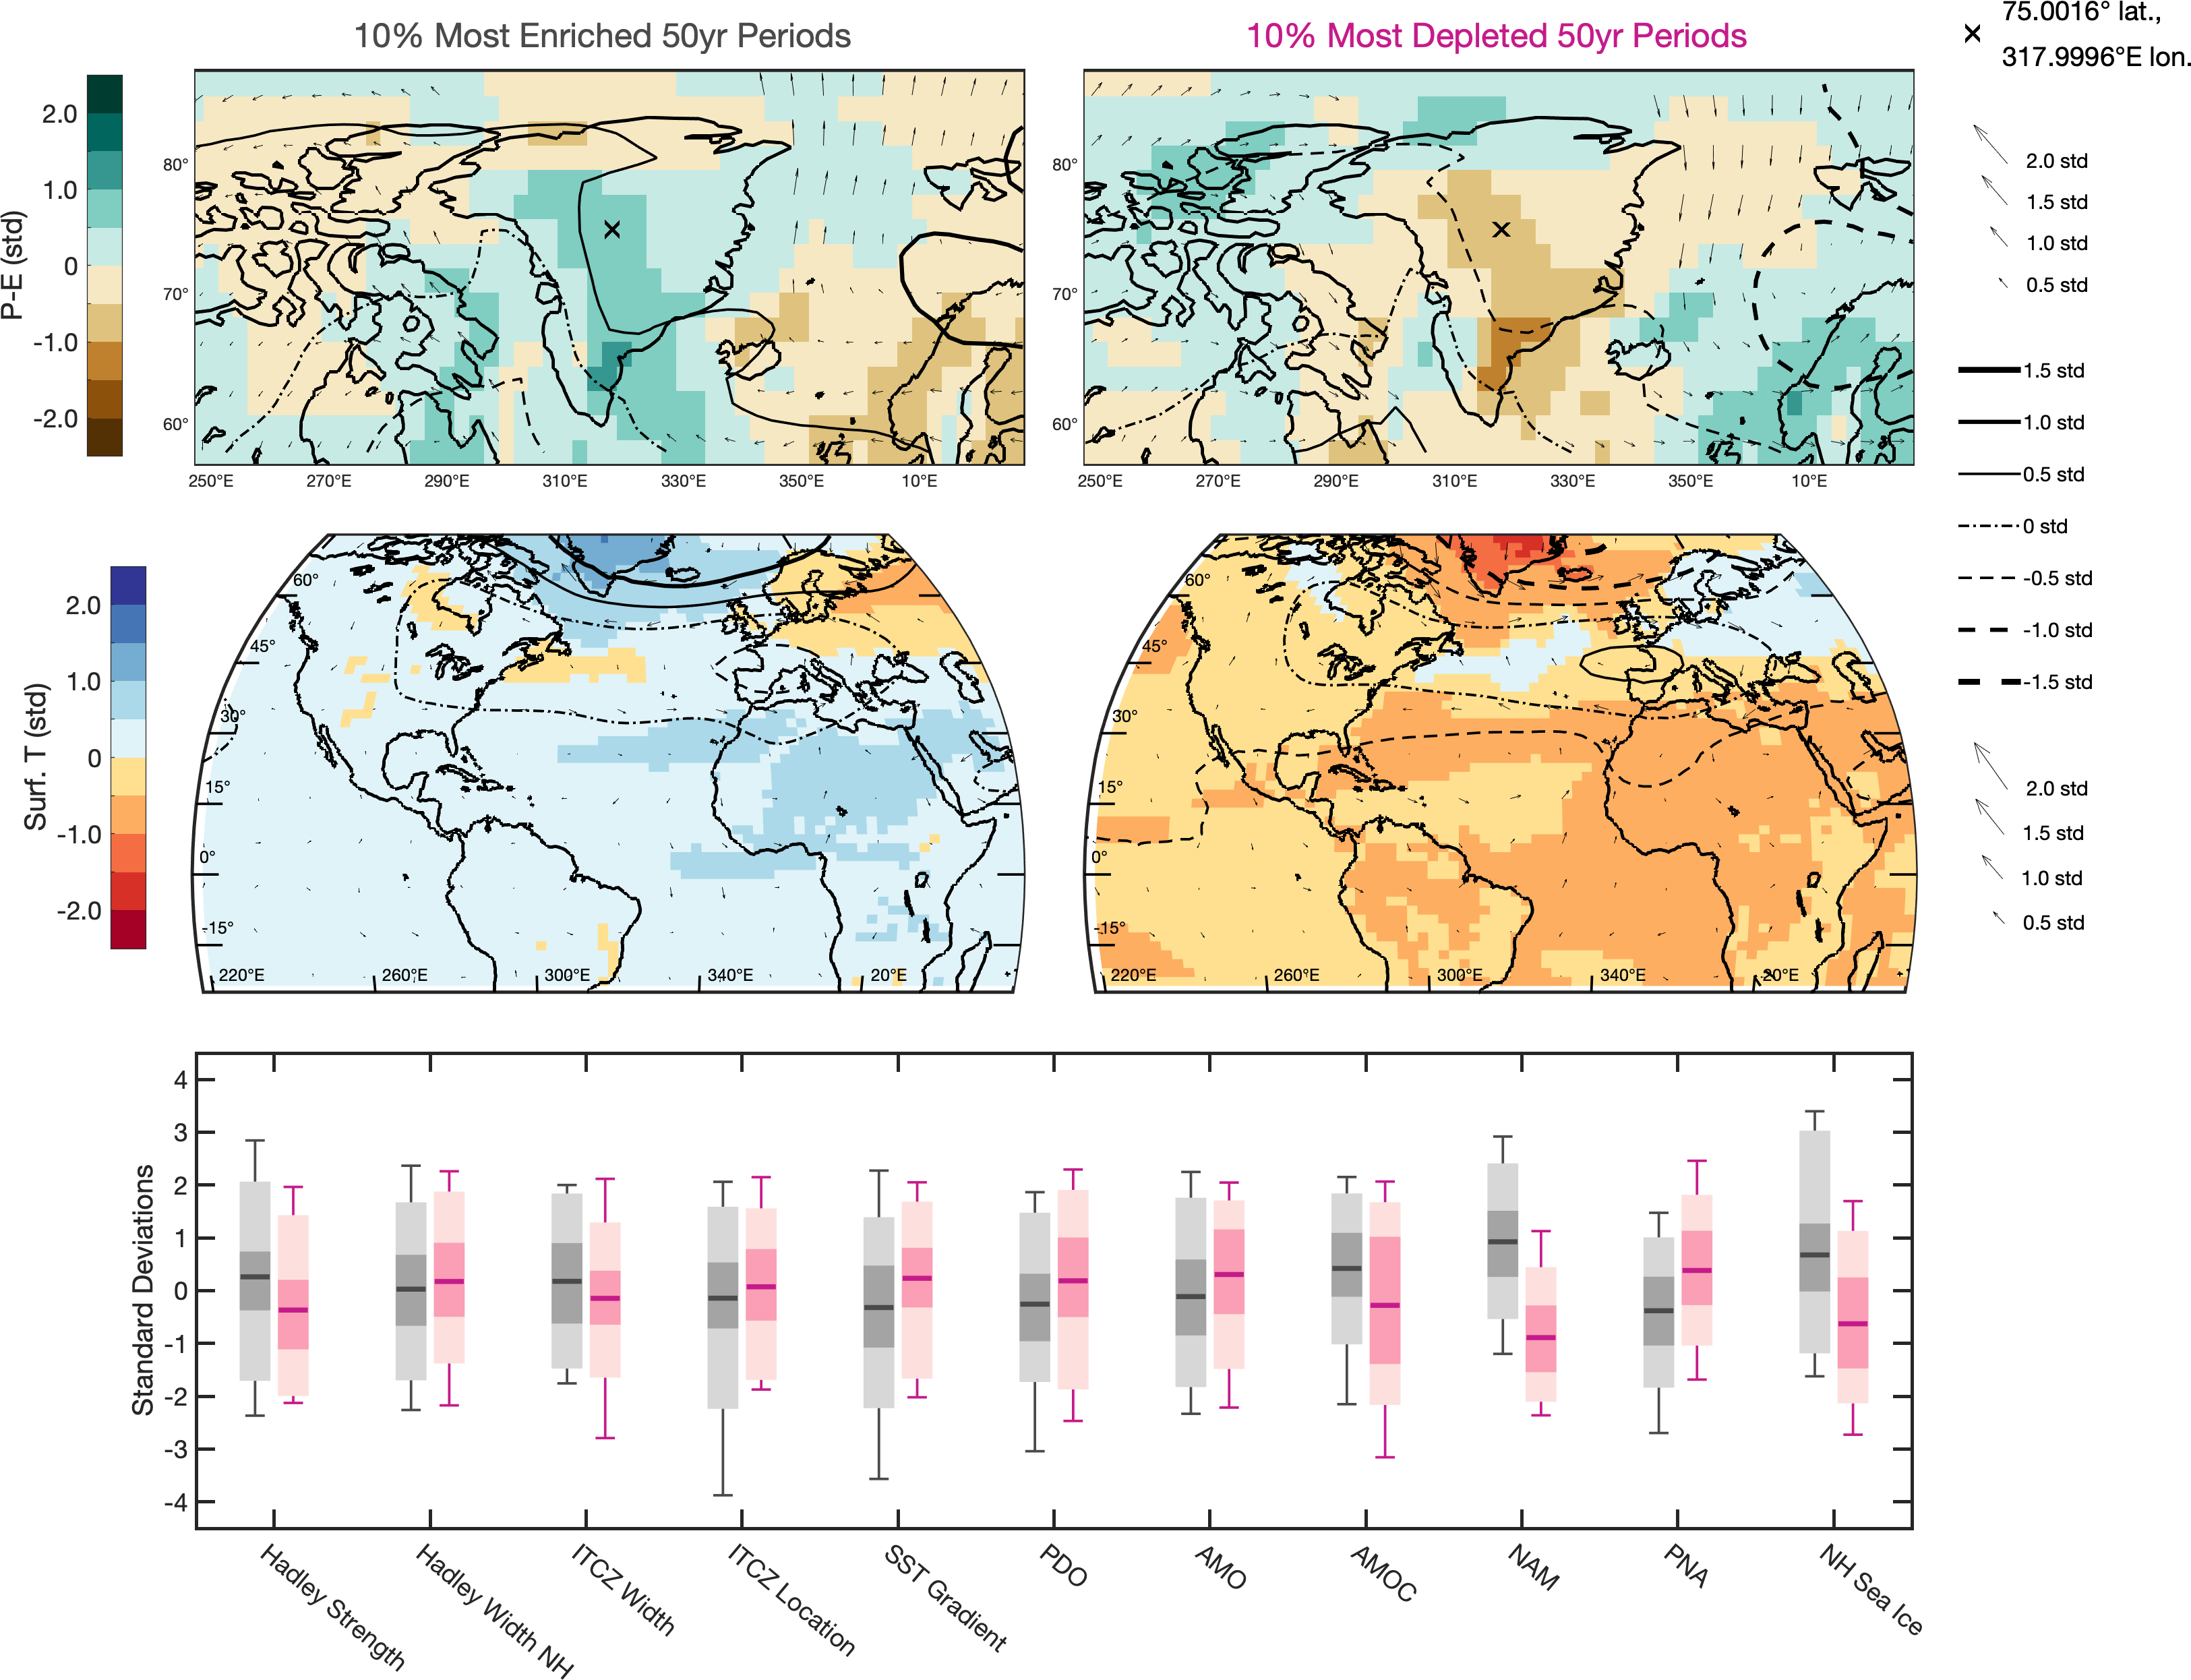 10% Most Enriched 50yr Periods
10% Most Depleted 50yr Periods
75.0016° lat.,
317.9996°E lon.
P-E (std)
2.0
1.0
0
-1.0
-2.0
80°
70°
60°
250°E 270°E 290°E 310°E 330°E 350°E 10°E
80°
70°
60°
250°E 270°E 290°E 310°E 330°E 350°E 10°E
2.0 std
1.5 std
1.0 std
0.5 std
1.5 std
1.0 std
0.5 std
0 std
-0.5 std
-1.0 std
-1.5 std
2.0 std
1.5 std
1.0 std
0.5 std
Surf. T (std)
2.0
1.0
0
-1.0
-2.0
60°
45°
30°
15°
0°
-15°
220°E 260°E 300°E 340°E 20°E
60°
45°
30°
15°
0°
-15°
220°E 260°E 300°E 340°E 20°E
Standard Deviations
4
3
2
1
0
-1
-2
-3
-4
Hadley Strength
Hadley Width NH
ITCZ Width
ITCZ Location
SST Gradient
PDO
AMO
AMOC
NAM
PNA
NH Sea Ice